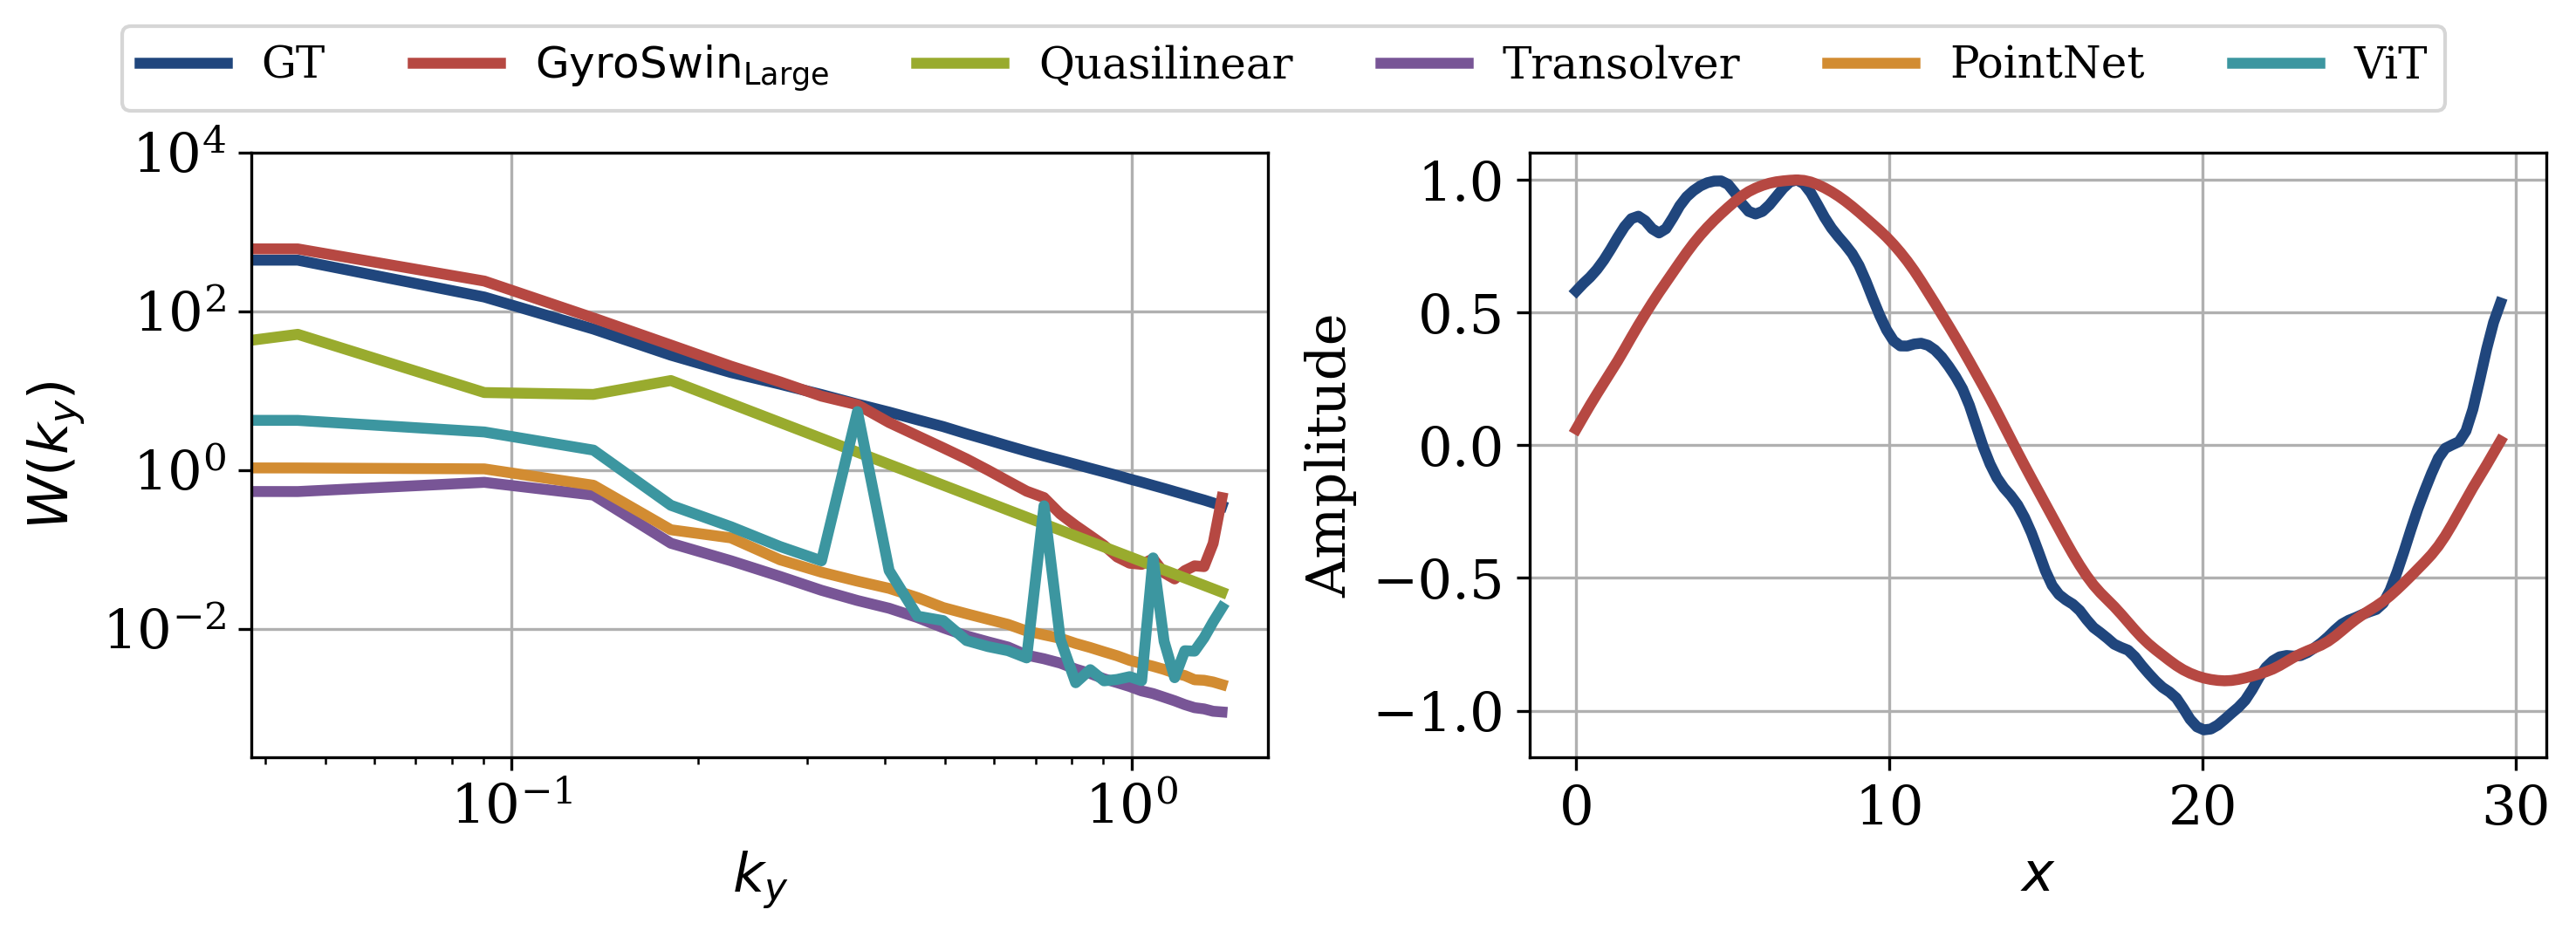 GT GyroSwin_Large Quasilinear Transolver PointNet ViT
W(k_y)
10^4
10^2
10^0
10^−2
10^−1 10^0
k_y
Amplitude
1.0
0.5
0.0
−0.5
−1.0
0 10 20 30
x